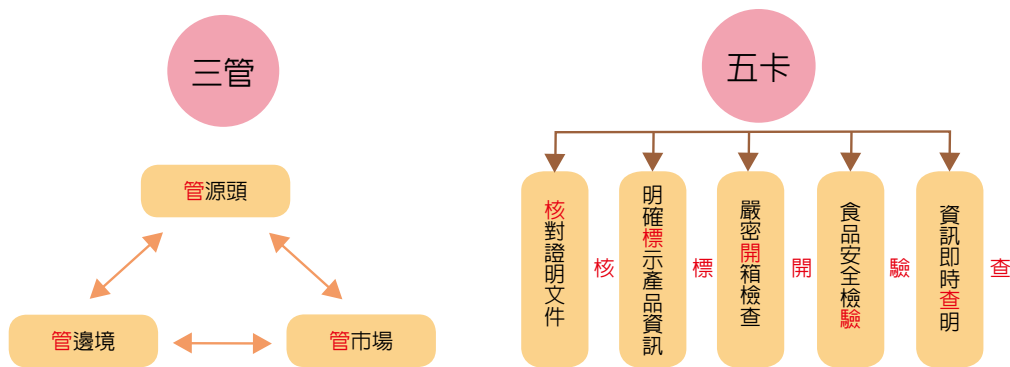 三管
管源頭
管邊境
管市場
五卡
核對證明文件
核
明確標示產品資訊
標
嚴密開箱檢查
開
食品安全檢驗
驗
資訊即時查明
查